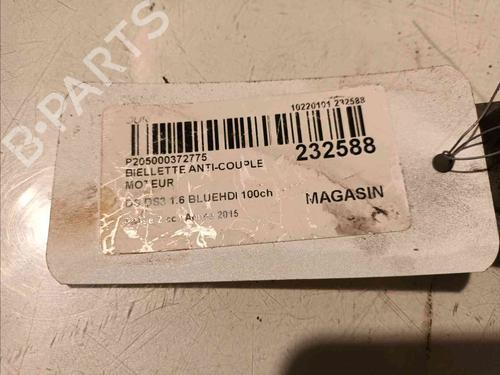 B-PARTS
10220101 232588
P205000372775
232588
BIELLETTE ANTI-COUPLE
MOTEUR
DS DS3 1.6 BLUEHDI 100ch
MAGASIN
2015